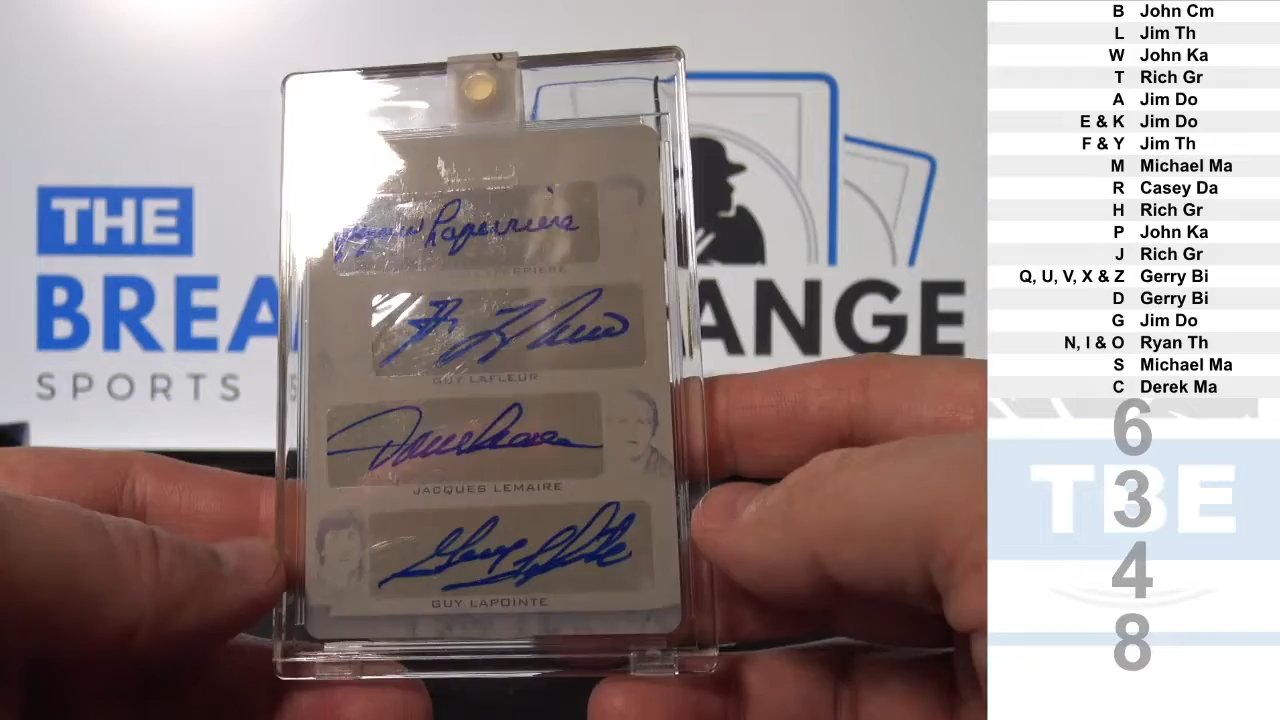 THE
BREA ANGE
SPORTS
Laperriere
GUY LAFLEUR
JACQUES LEMAIRE
GUY LAPOINTE
B John Cm
L Jim Th
W John Ka
T Rich Gr
A Jim Do
E & K Jim Do
F & Y Jim Th
M Michael Ma
R Casey Da
H Rich Gr
P John Ka
J Rich Gr
Q, U, V, X & Z Gerry Bi
D Gerry Bi
G Jim Do
N, I & O Ryan Th
S Michael Ma
C Derek Ma
6
3
4
8
TBE